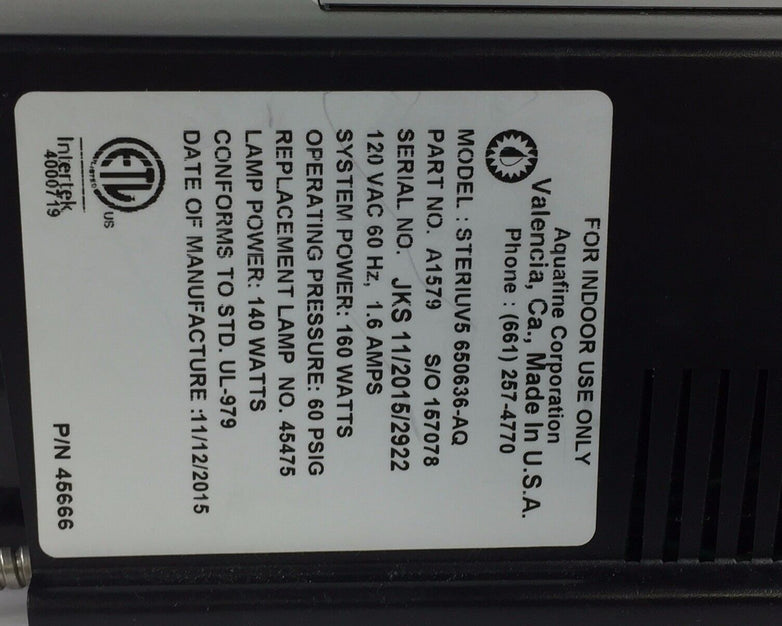 FOR INDOOR USE ONLY
Aquafine Corporation
Valencia, Ca., Made In U.S.A.
Phone : (661) 257-4770
MODEL : STERIUV5 650636-AQ
PART NO. A1579 S/O 157078
SERIAL NO. JKS 11/2015/2922
120 VAC 60 Hz, 1.6 AMPS
SYSTEM POWER: 160 WATTS
OPERATING PRESSURE: 60 PSIG
REPLACEMENT LAMP NO. 45475
LAMP POWER: 140 WATTS
CONFORMS TO STD. UL-979
DATE OF MANUFACTURE :11/12/2015
ETL
US
Intertek
4000719
P/N 45666